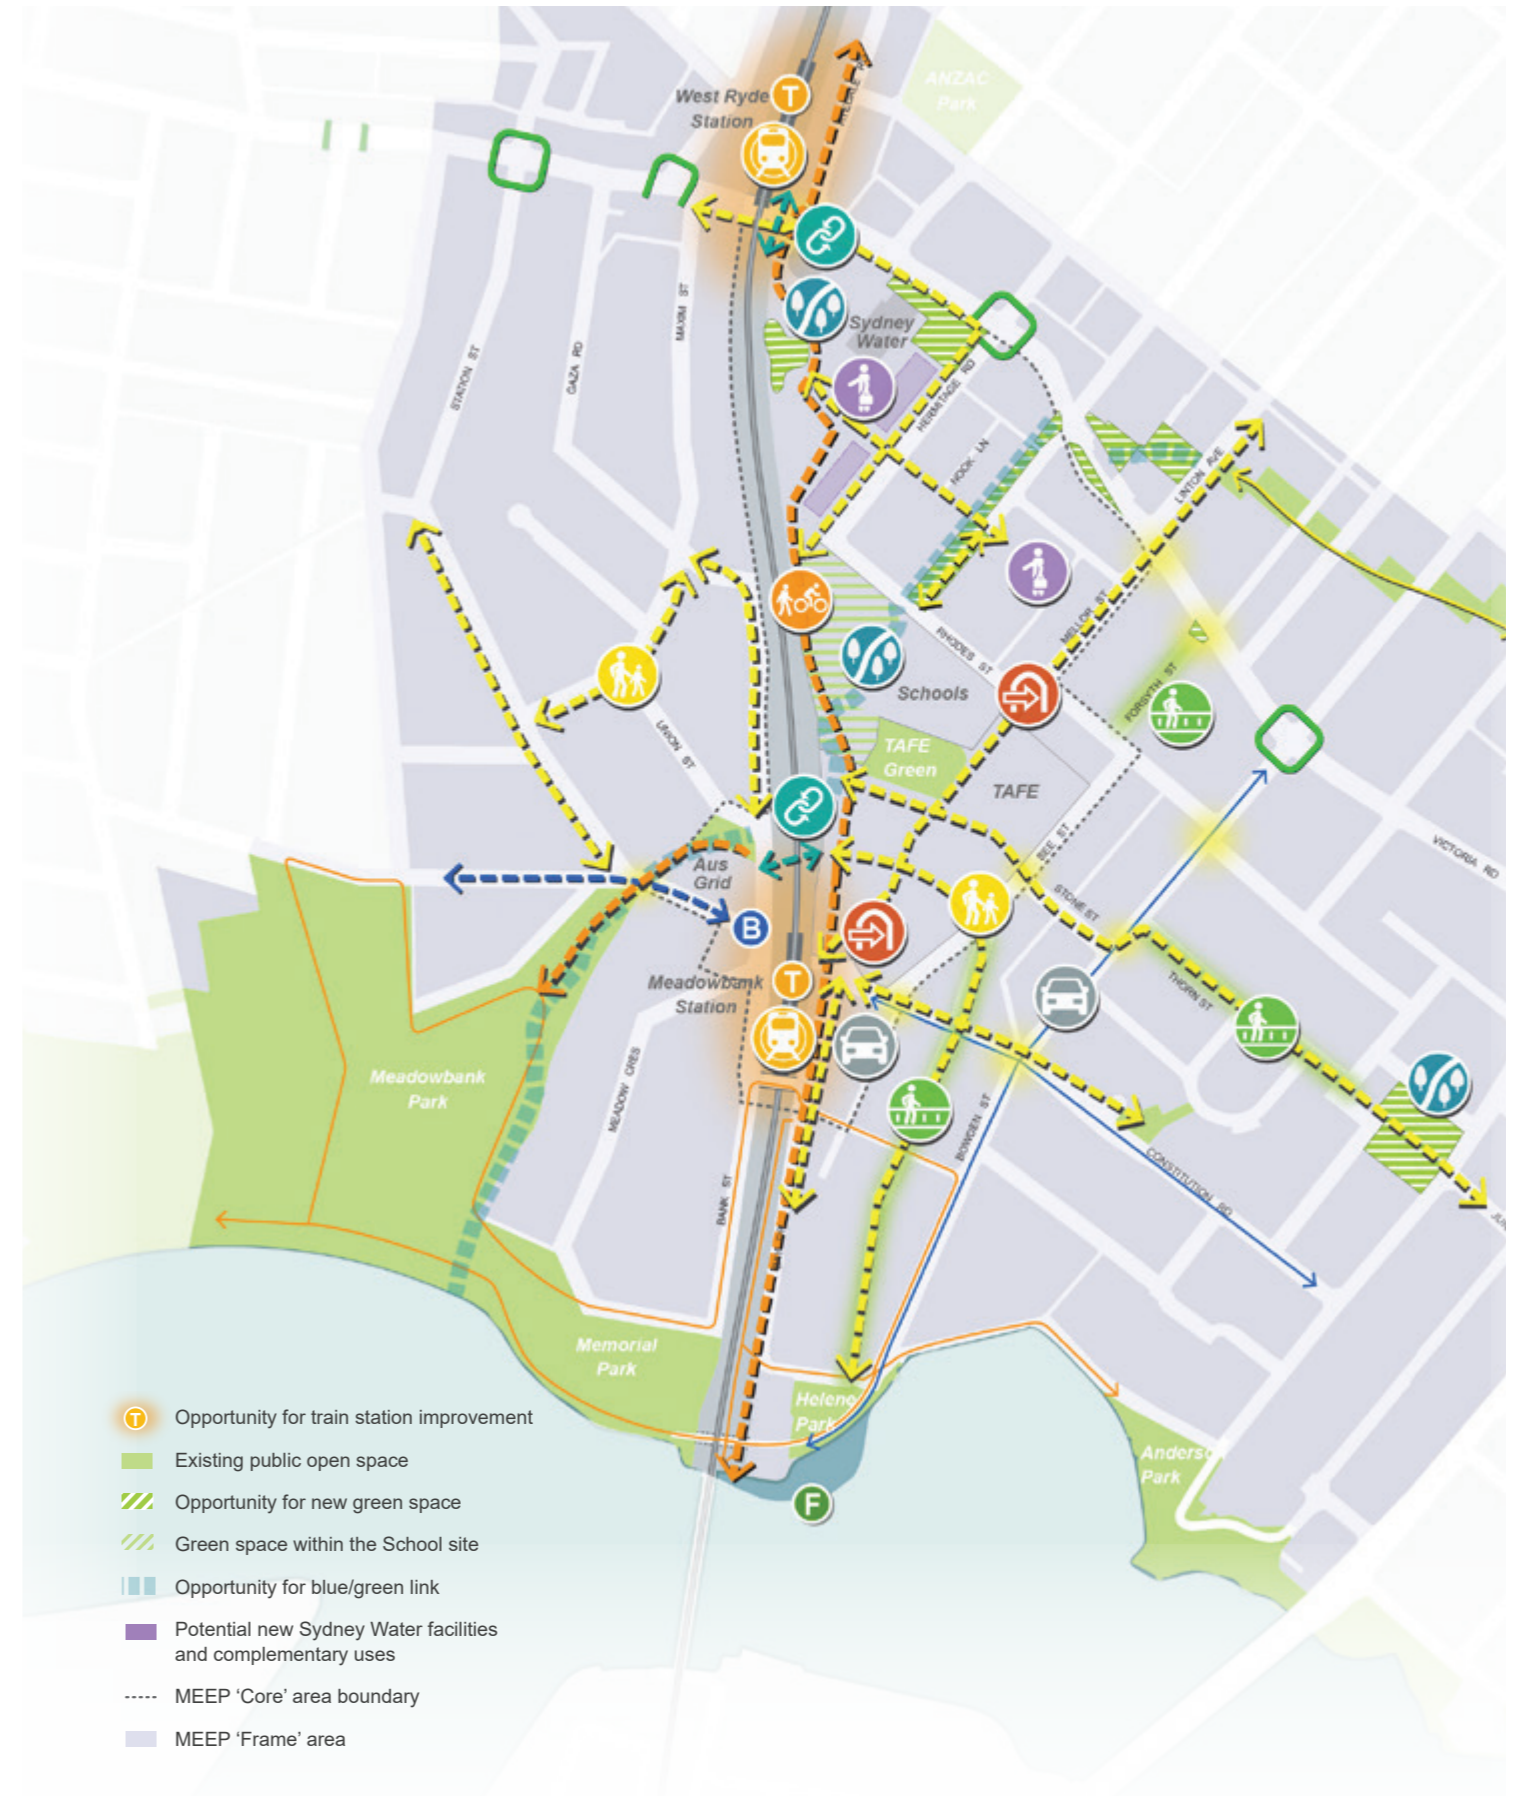 ANZAC
Park
West Ryde
Station
T
Sydney
Water
STATION ST
GAZA RD
MAXIM ST
HERMITAGE RD
NOOK LN
LINTON AVE
MELLOR ST
RHODES ST
Schools
FORSYTH ST
UNION ST
TAFE
Green
TAFE
SEE ST
VICTORIA RD
Aus
Grid
STONE ST
B
THORN ST
Meadowbank
Station
T
Meadowbank
Park
MEADOW CRES
BOWDEN ST
CONSTITUTION RD
BANK ST
Memorial
Park
Helene
Park
Anderso
Park
F
T
Opportunity for train station improvement
Existing public open space
Opportunity for new green space
Green space within the School site
Opportunity for blue/green link
Potential new Sydney Water facilities
and complementary uses
MEEP ‘Core’ area boundary
MEEP ‘Frame’ area